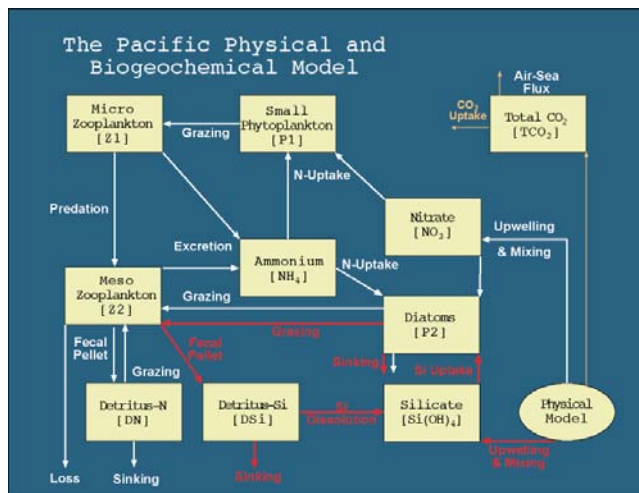 The Pacific Physical and
Biogeochemical Model
Air-Sea
Flux
CO₂
Uptake
Total CO₂
[TCO₂]
Micro
Zooplankton
[Z1]
Grazing
Small
Phytoplankton
[P1]
N-Uptake
Predation
Nitrate
[NO₃]
Upwelling
& Mixing
Excretion
Ammonium
[NH₄]
N-Uptake
Meso
Zooplankton
[Z2]
Grazing
Grazing
Diatoms
[P2]
Fecal
Pellet
Grazing
Fecal
Pellet
Sinking
Si Uptake
Detritus-N
[DN]
Detritus-Si
[DSi]
Si
Dissolution
Silicate
[Si(OH)₄]
Physical
Model
Upwelling
& Mixing
Loss
Sinking
Sinking